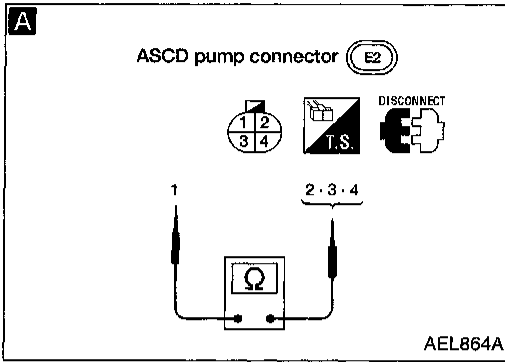 A
ASCD pump connector E2
DISCONNECT
1 2
3 4
T.S.
1 2・3・4
Ω
AEL864A